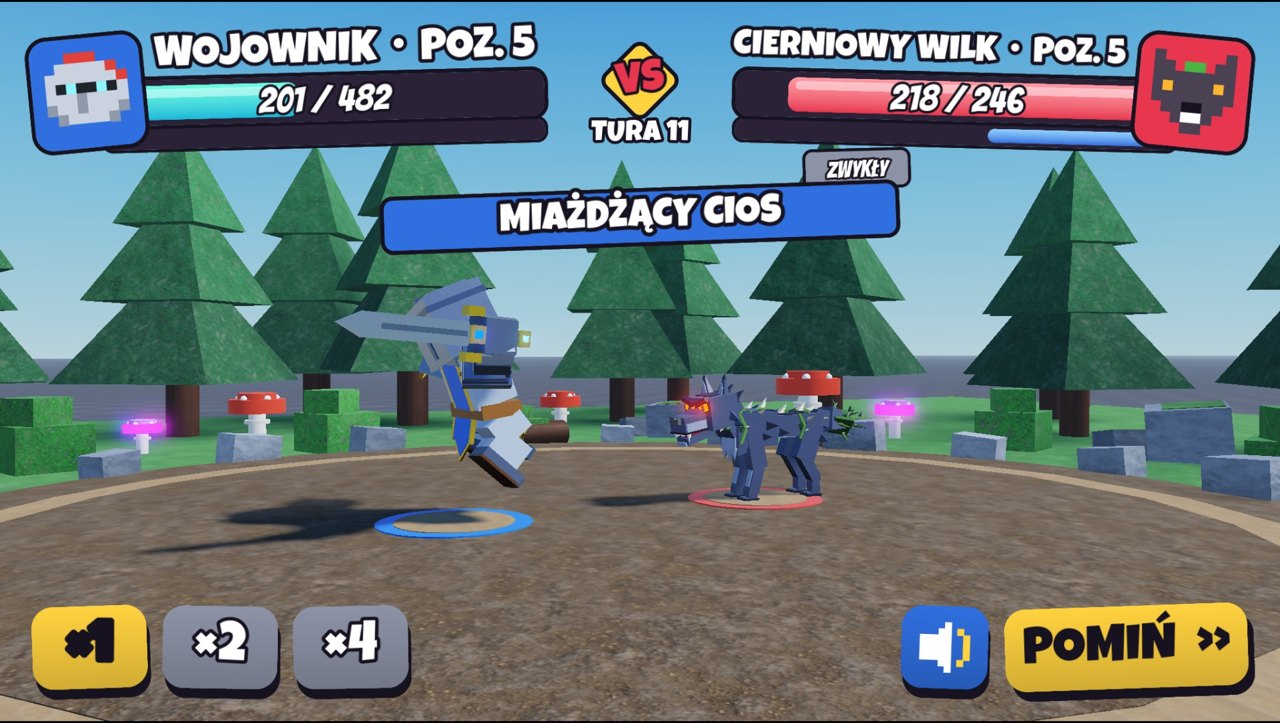 WOJOWNIK • POZ. 5
201 / 482
VS
TURA 11
CIERNIOWY WILK • POZ. 5
218 / 246
ZWYKŁY
MIAŻDŻĄCY CIOS
×1
×2
×4
POMIŃ >>